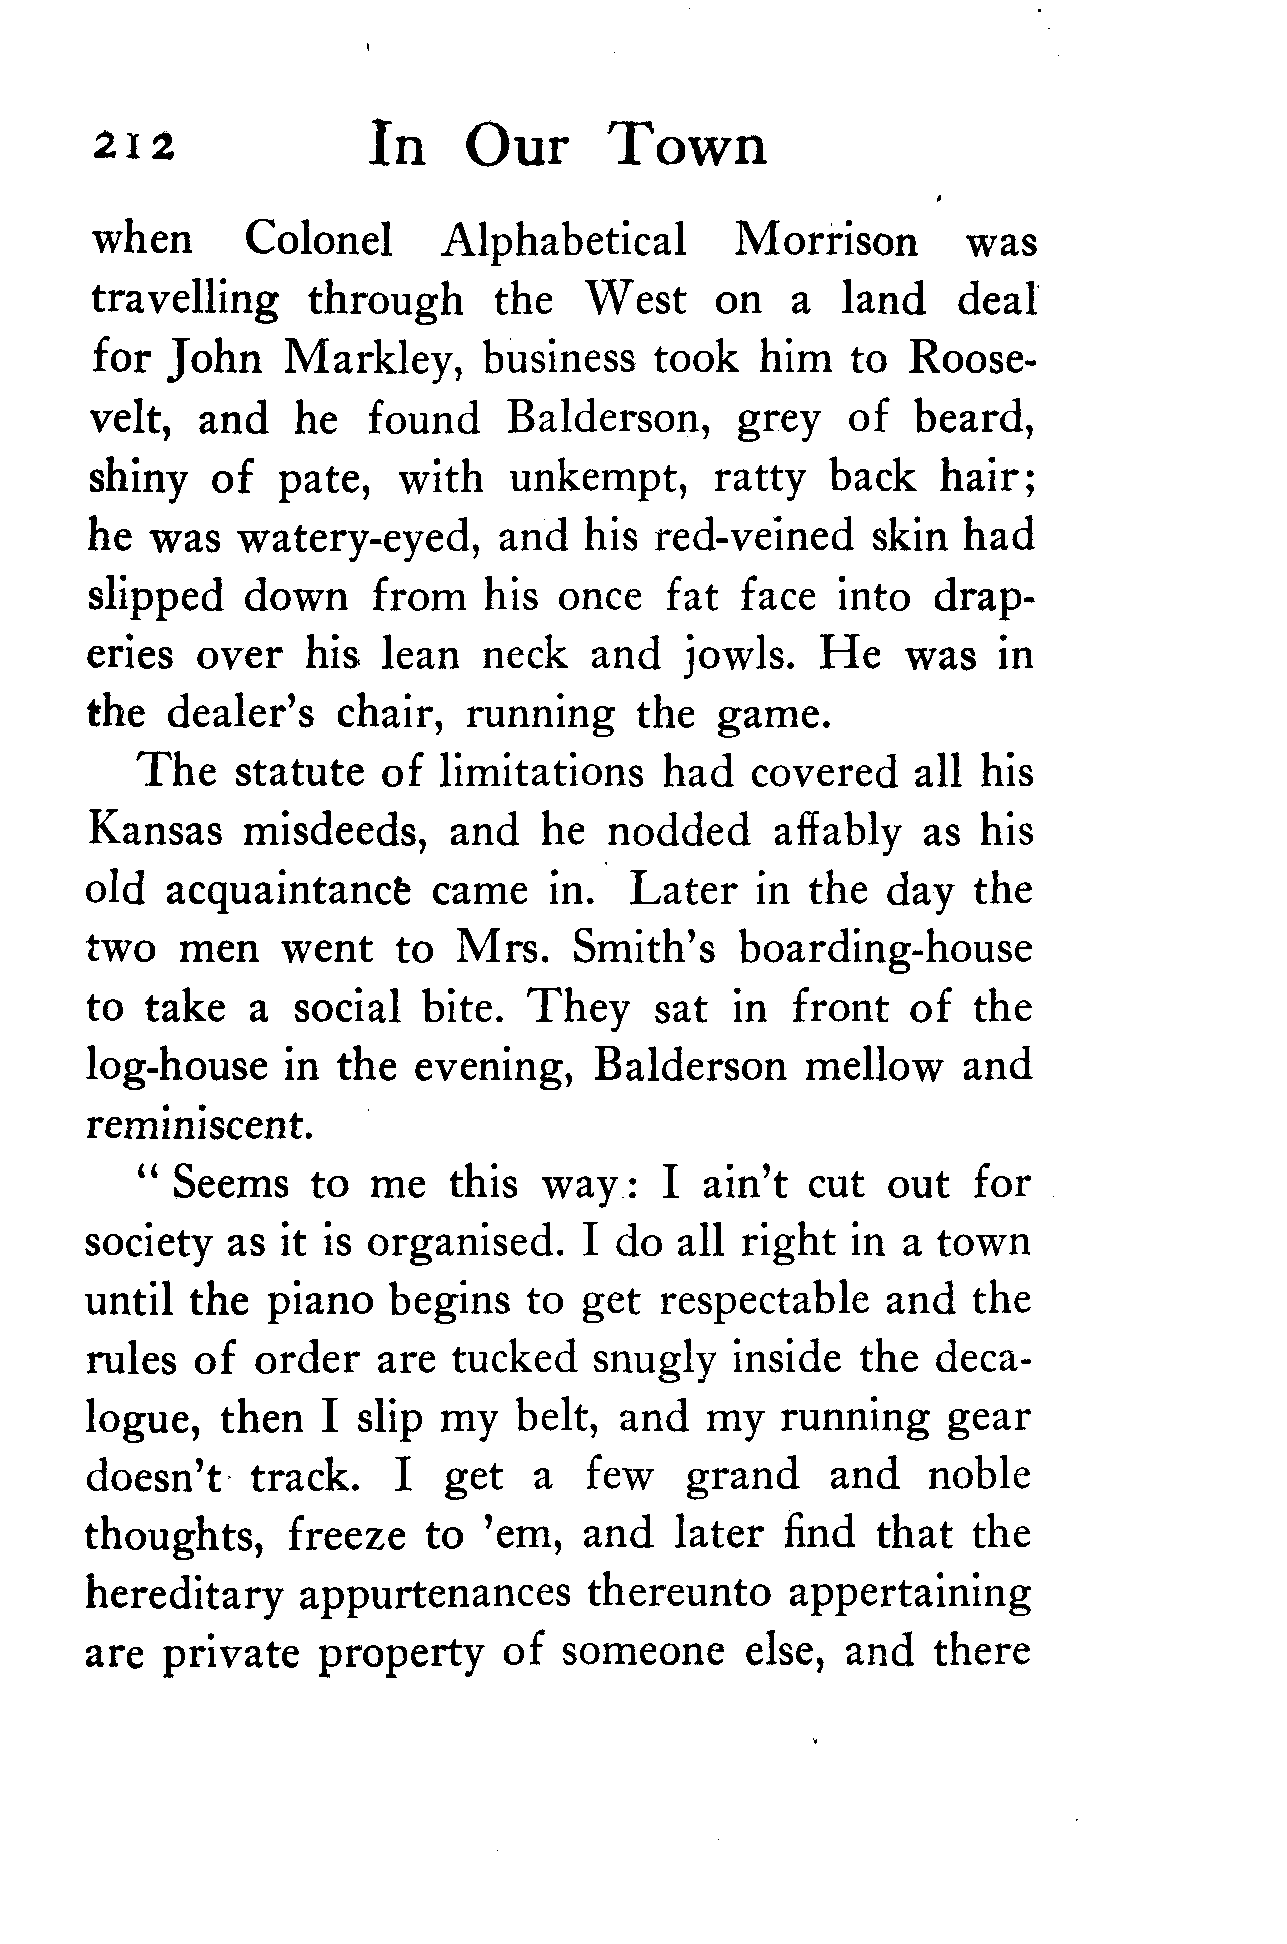 212 In Our Town
when Colonel Alphabetical Morrison was
travelling through the West on a land deal
for John Markley, business took him to Roose-
velt, and he found Balderson, grey of beard,
shiny of pate, with unkempt, ratty back hair;
he was watery-eyed, and his red-veined skin had
slipped down from his once fat face into drap-
eries over his lean neck and jowls. He was in
the dealer's chair, running the game.
The statute of limitations had covered all his
Kansas misdeeds, and he nodded affably as his
old acquaintance came in. Later in the day the
two men went to Mrs. Smith's boarding-house
to take a social bite. They sat in front of the
log-house in the evening, Balderson mellow and
reminiscent.
" Seems to me this way: I ain't cut out for
society as it is organised. I do all right in a town
until the piano begins to get respectable and the
rules of order are tucked snugly inside the deca-
logue, then I slip my belt, and my running gear
doesn't track. I get a few grand and noble
thoughts, freeze to 'em, and later find that the
hereditary appurtenances thereunto appertaining
are private property of someone else, and there